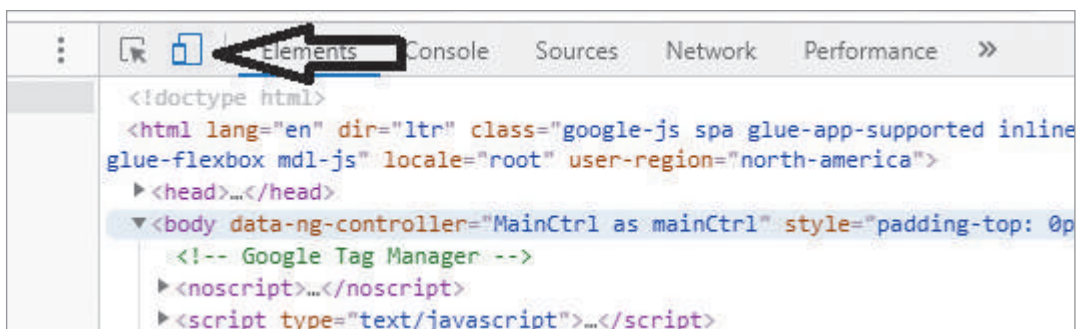 Elements Console Sources Network Performance »
<!doctype html>
<html lang="en" dir="ltr" class="google-js spa glue-app-supported inline
glue-flexbox mdl-js" locale="root" user-region="north-america">
▶<head>…</head>
▼<body data-ng-controller="MainCtrl as mainCtrl" style="padding-top: 0p
<!-- Google Tag Manager -->
▶<noscript>…</noscript>
▶<script type="text/javascript">…</script>